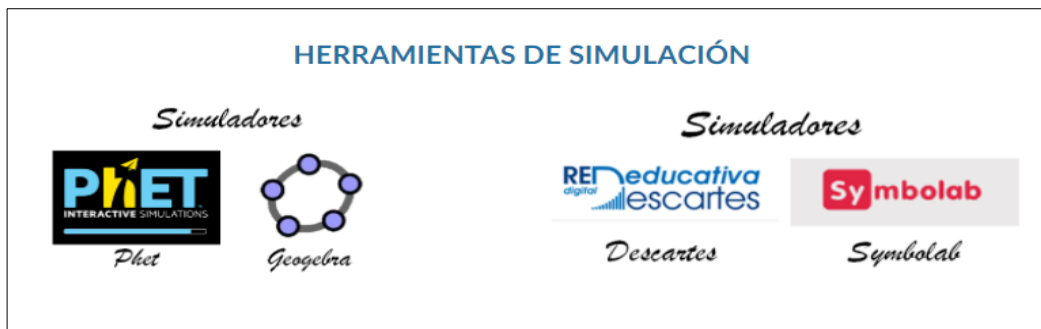 HERRAMIENTAS DE SIMULACIÓN
Simuladores
PhET
INTERACTIVE SIMULATIONS
Phet
Geogebra
Simuladores
RED educativa
digital Descartes
Descartes
Symbolab
Symbolab